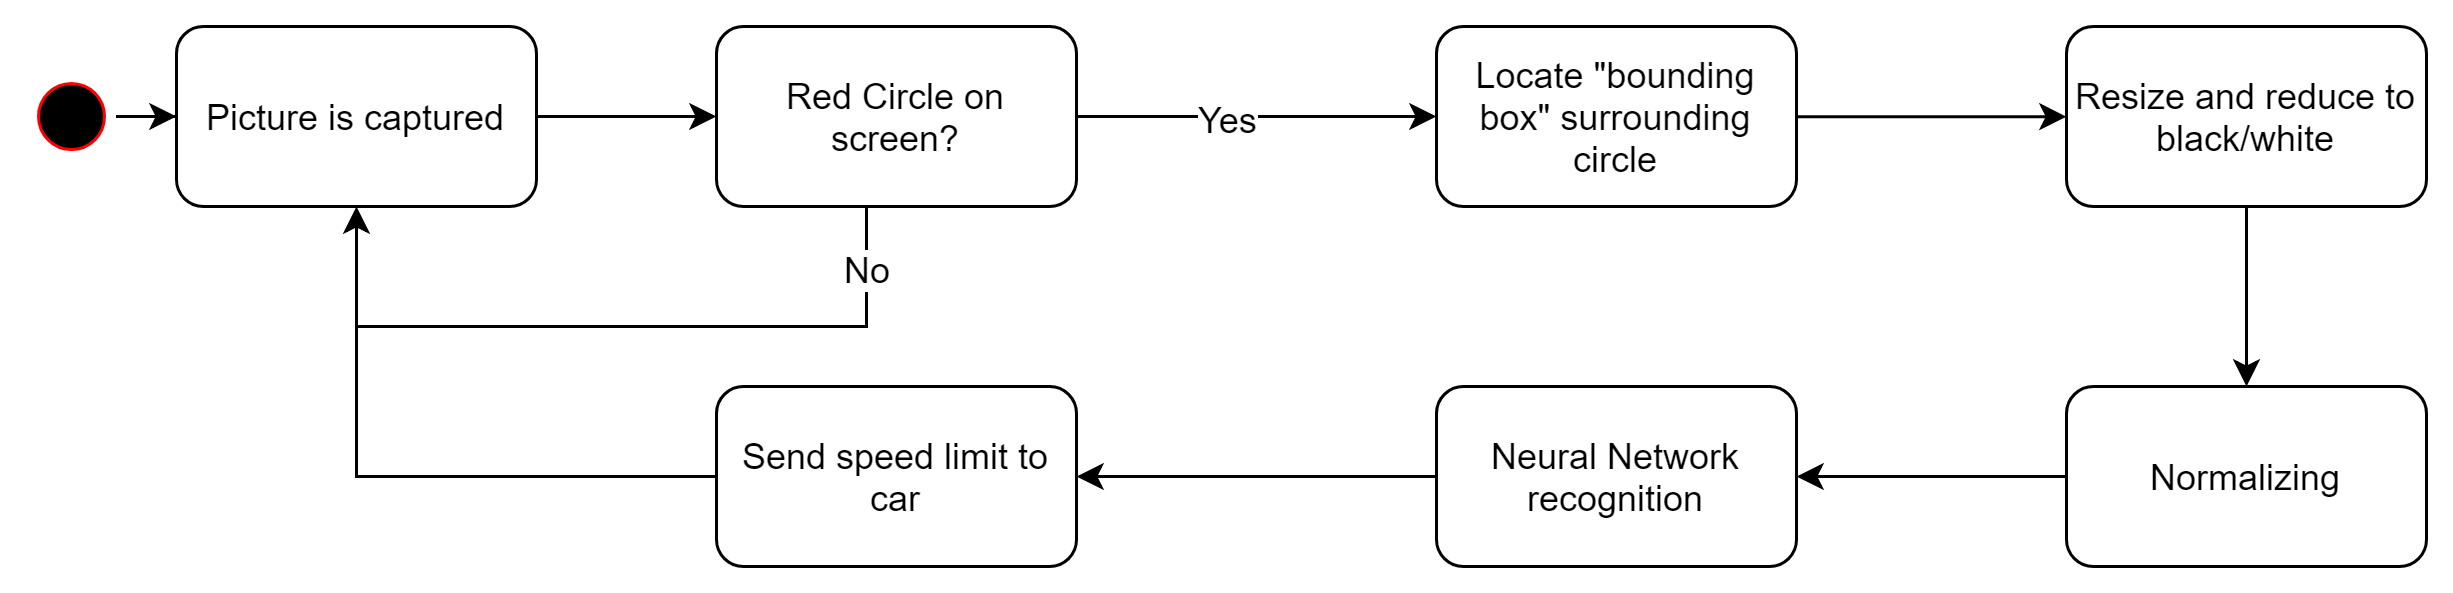 Picture is captured
Red Circle on
screen?
Yes
Locate "bounding
box" surrounding
circle
Resize and reduce to
black/white
No
Send speed limit to
car
Neural Network
recognition
Normalizing